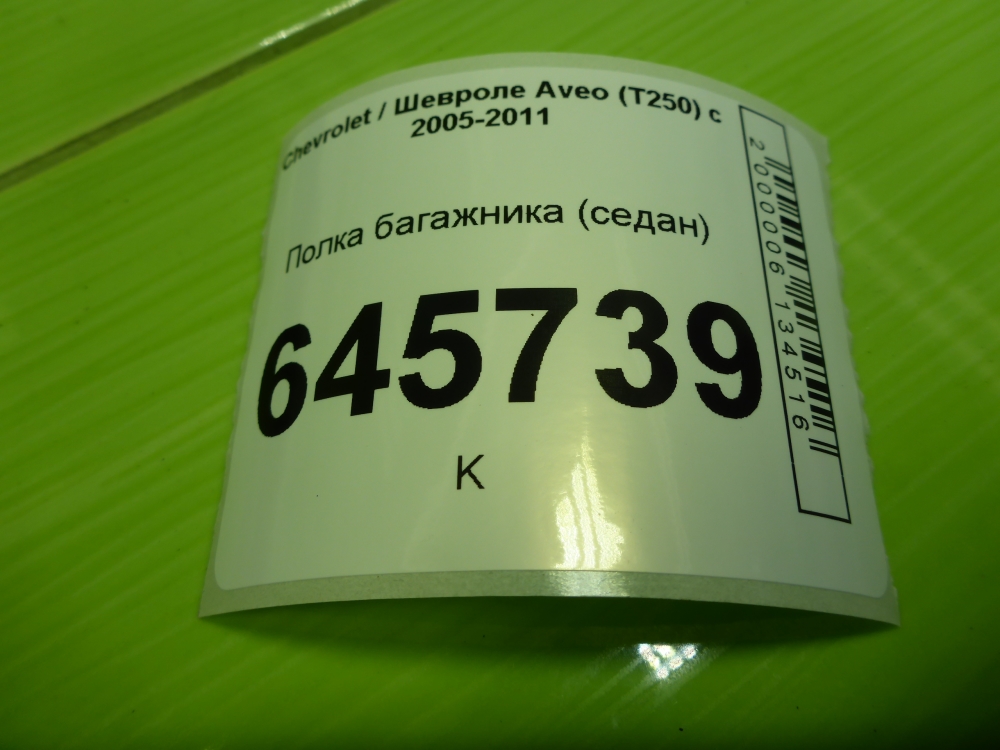 Chevrolet / Шевроле Aveo (T250) с
2005-2011
Полка багажника (седан)
645739
К
2000006134516